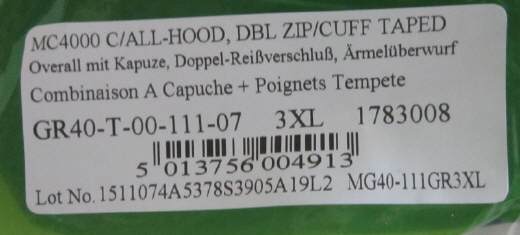 MC4000 C/ALL-HOOD, DBL ZIP/CUFF TAPED
Overall mit Kapuze, Doppel-Reißverschluß, Ärmelüberwurf
Combinaison A Capuche + Poignets Tempete
GR40-T-00-111-07 3XL 1783008
5 013756 004913
Lot No. 1511074A5378S3905A19L2 MG40-111GR3XL